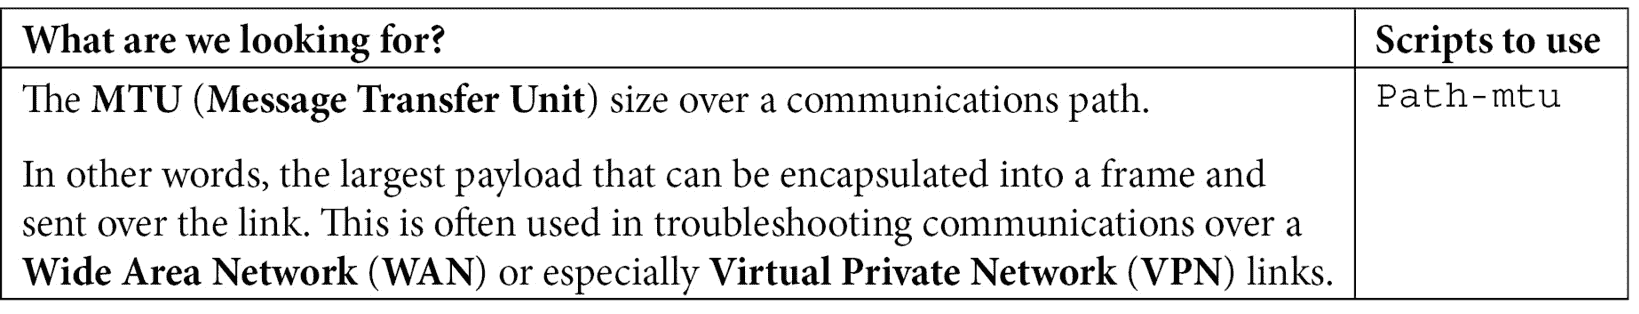 What are we looking for?
Scripts to use
The MTU (Message Transfer Unit) size over a communications path.
Path-mtu
In other words, the largest payload that can be encapsulated into a frame and
sent over the link. This is often used in troubleshooting communications over a
Wide Area Network (WAN) or especially Virtual Private Network (VPN) links.